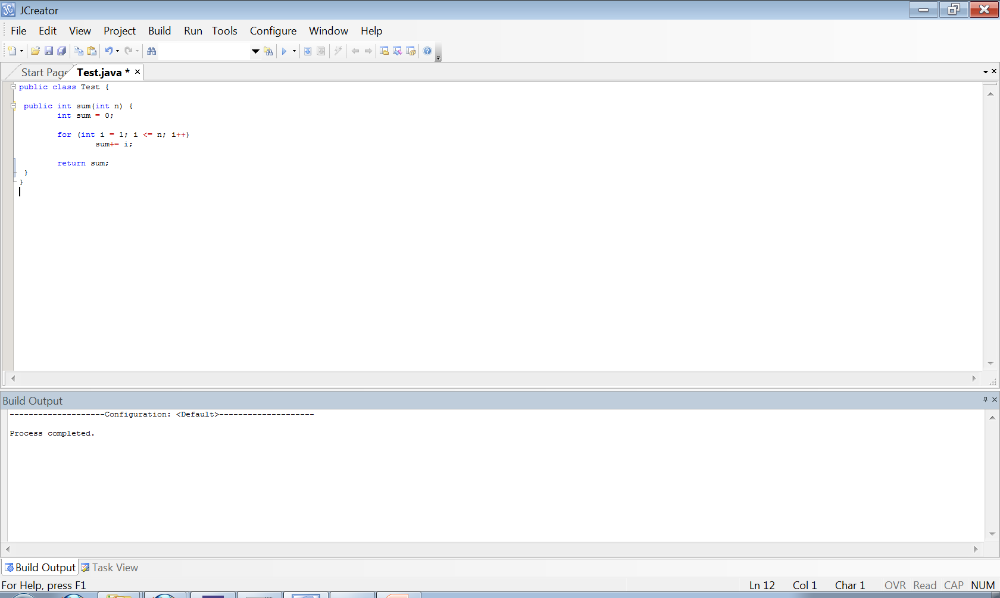 JCreator
File Edit View Project Build Run Tools Configure Window Help
Start Page Test.java *
public class Test {
public int sum(int n) {
int sum = 0;
for (int i = 1; i <= n; i++)
sum+= i;
return sum;
}
}
Build Output
--------------------Configuration: <Default>--------------------
Process completed.
Build Output Task View
For Help, press F1 Ln 12 Col 1 Char 1 OVR Read CAP NUM